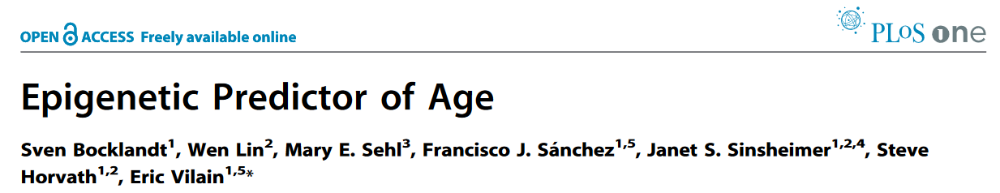 OPEN ACCESS Freely available online
PLoS one
Epigenetic Predictor of Age
Sven Bocklandt1, Wen Lin2, Mary E. Sehl3, Francisco J. Sánchez1,5, Janet S. Sinsheimer1,2,4, Steve
Horvath1,2, Eric Vilain1,5*